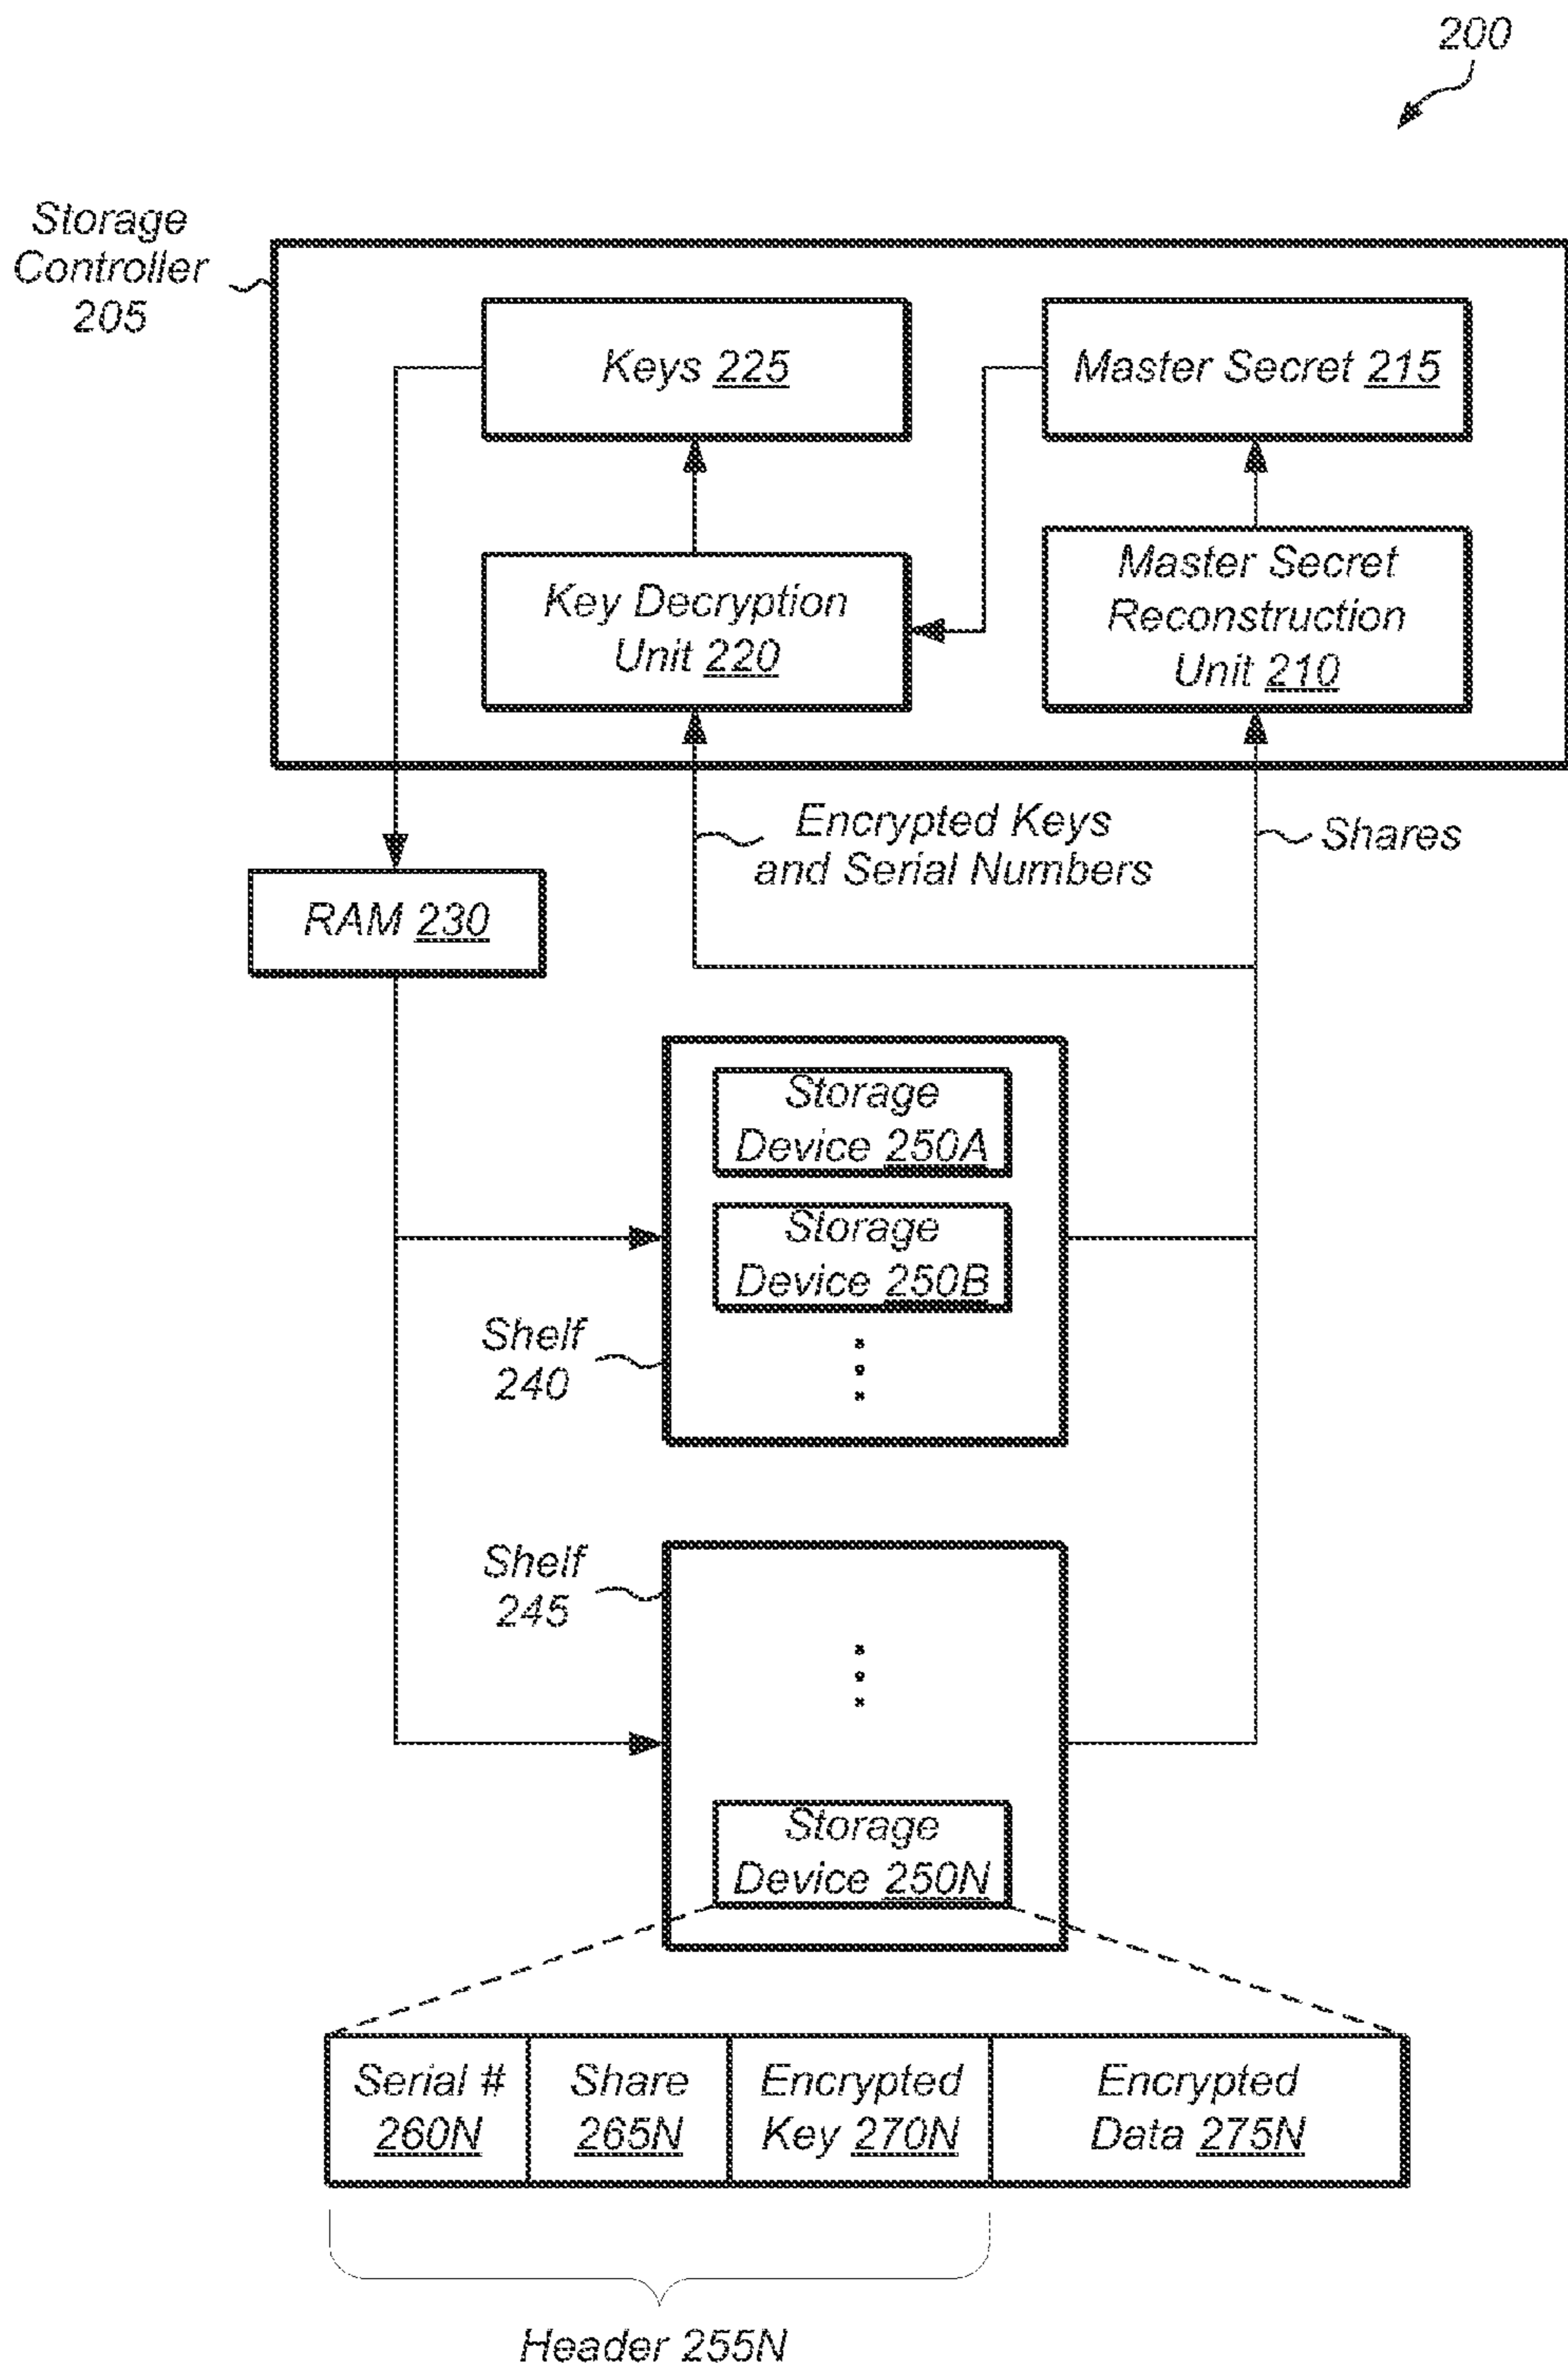 200
Storage
Controller
205
Keys 225
Master Secret 215
Key Decryption
Unit 220
Master Secret
Reconstruction
Unit 210
Encrypted Keys
and Serial Numbers
Shares
RAM 230
Storage
Device 250A
Storage
Device 250B
Shelf
240
Shelf
245
Storage
Device 250N
Serial #
260N
Share
265N
Encrypted
Key 270N
Encrypted
Data 275N
Header 255N